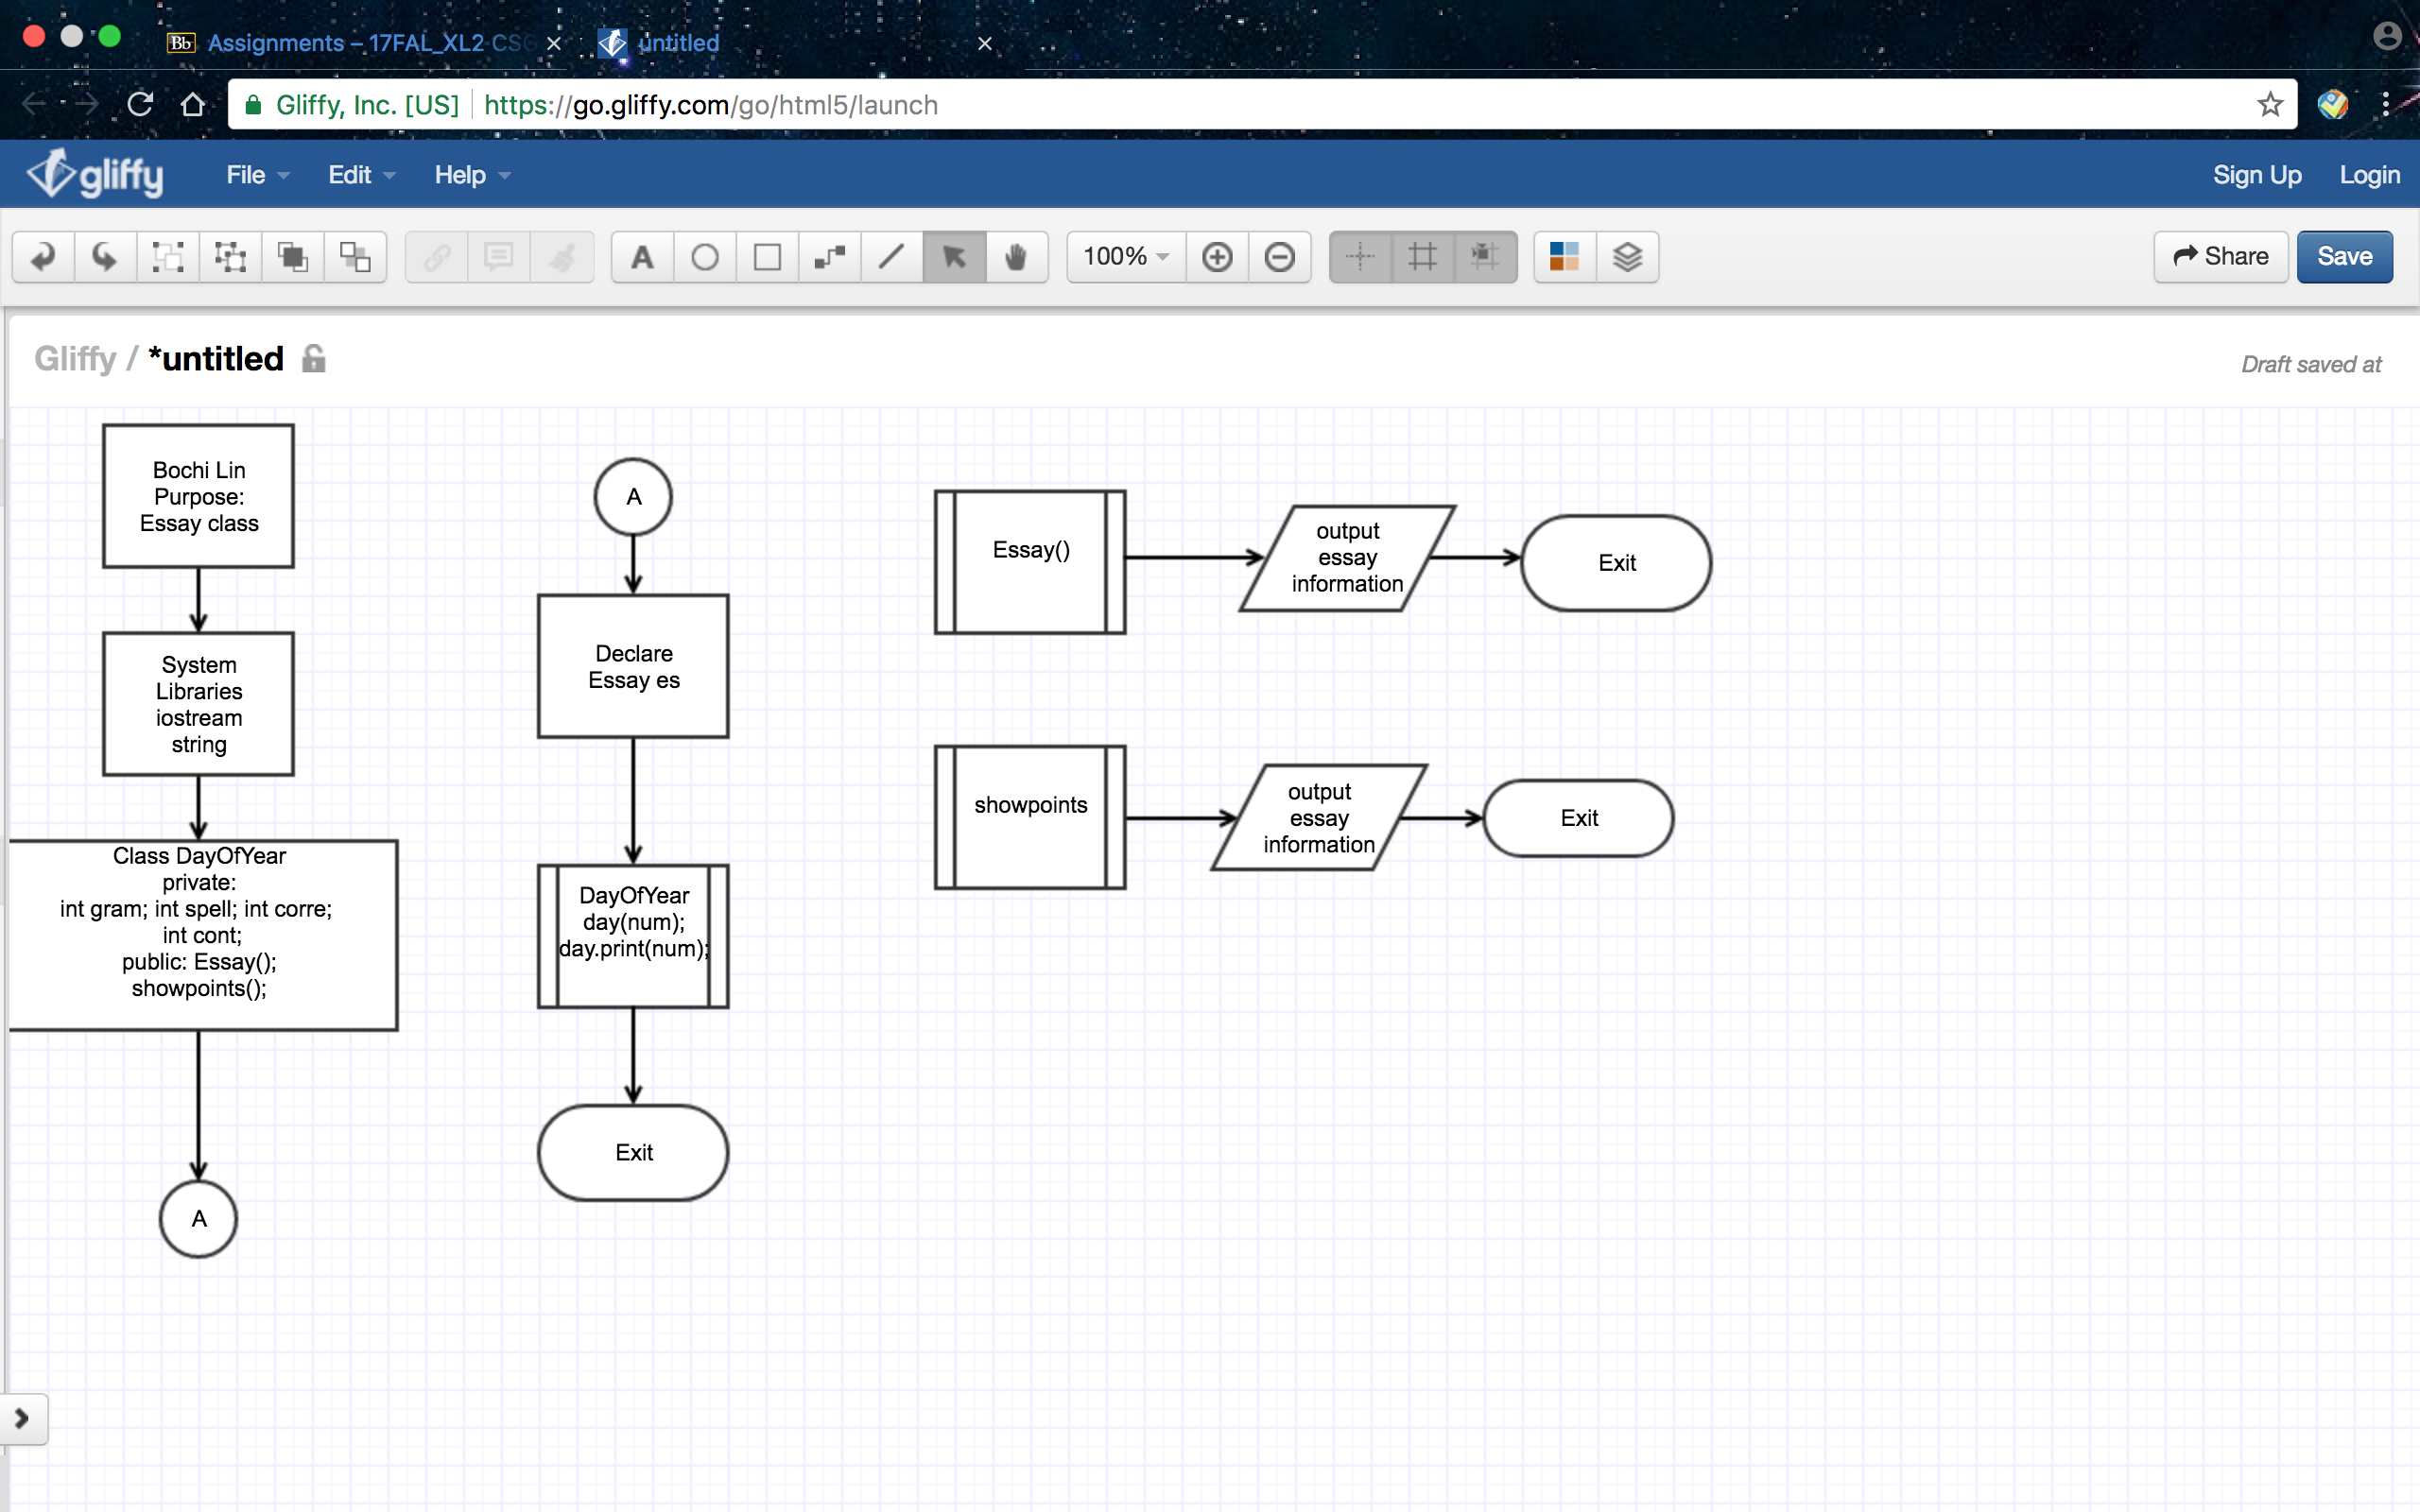 Bb Assignments – 17FAL_XL2 CSC
untitled
Gliffy, Inc. [US] https://go.gliffy.com/go/html5/launch
gliffy File Edit Help Sign Up Login
A 100% Share Save
Gliffy / *untitled
Draft saved at
Bochi Lin
Purpose:
Essay class
System
Libraries
iostream
string
Class DayOfYear
private:
int gram; int spell; int corre;
int cont;
public: Essay();
showpoints();
A
A
Declare
Essay es
DayOfYear
day(num);
day.print(num);
Exit
Essay()
output
essay
information
Exit
showpoints
output
essay
information
Exit